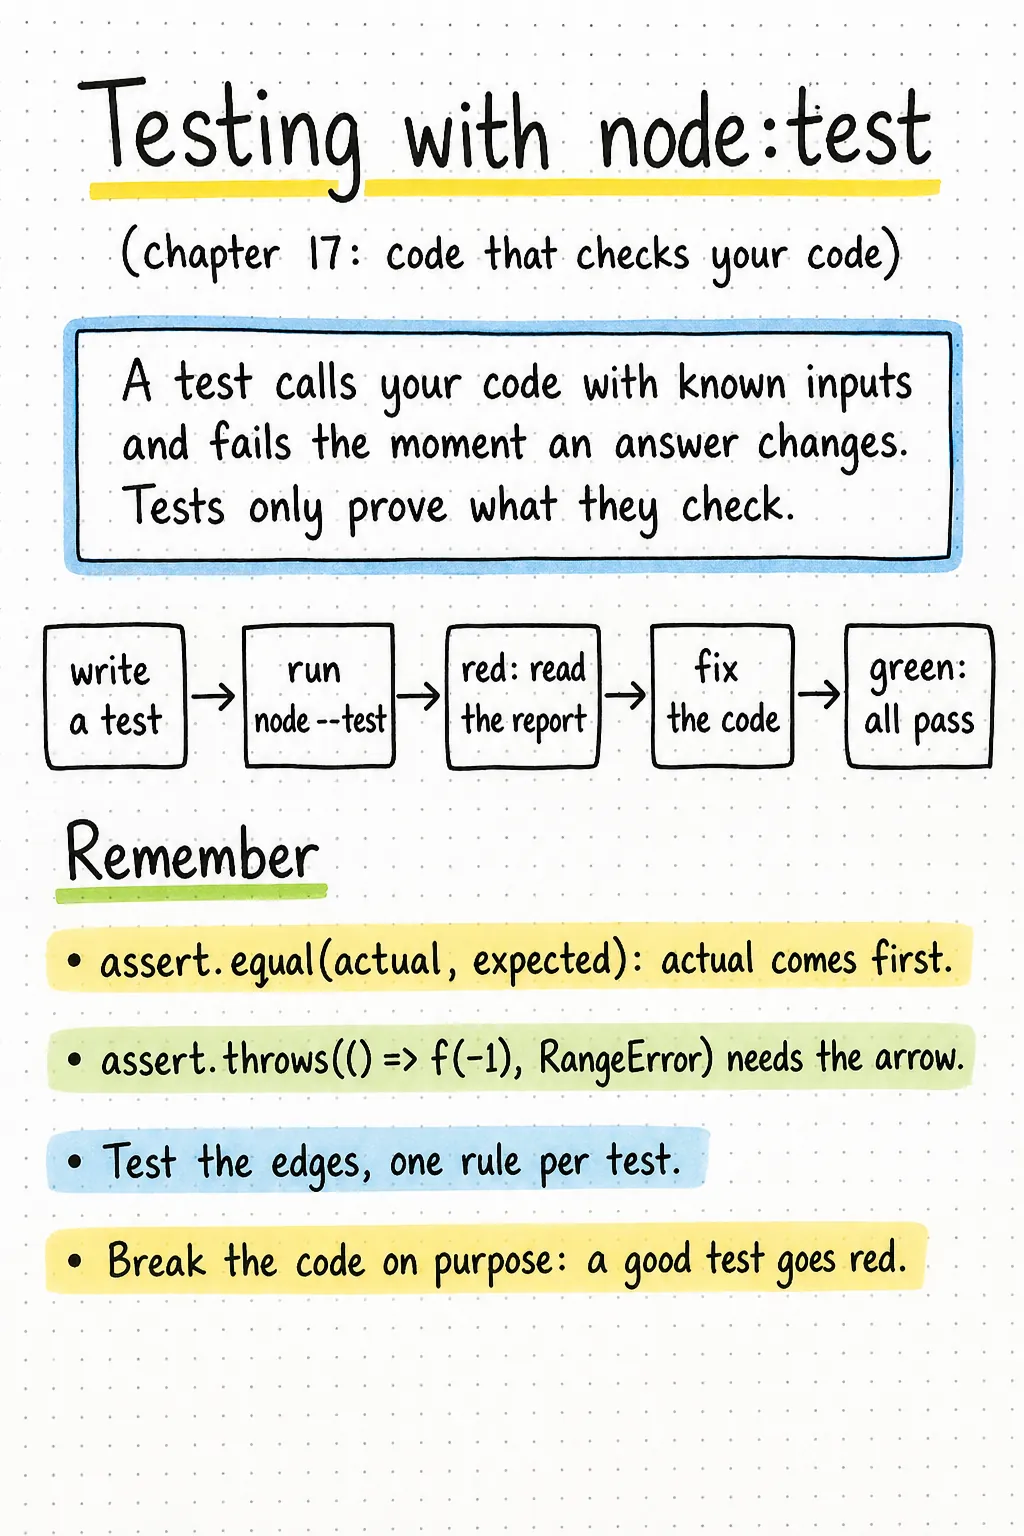 Testing with node:test
(chapter 17: code that checks your code)
A test calls your code with known inputs
and fails the moment an answer changes.
Tests only prove what they check.
write
a test
run
node --test
red: read
the report
fix
the code
green:
all pass
Remember
• assert.equal(actual, expected): actual comes first.
• assert.throws(() => f(-1), RangeError) needs the arrow.
• Test the edges, one rule per test.
• Break the code on purpose: a good test goes red.